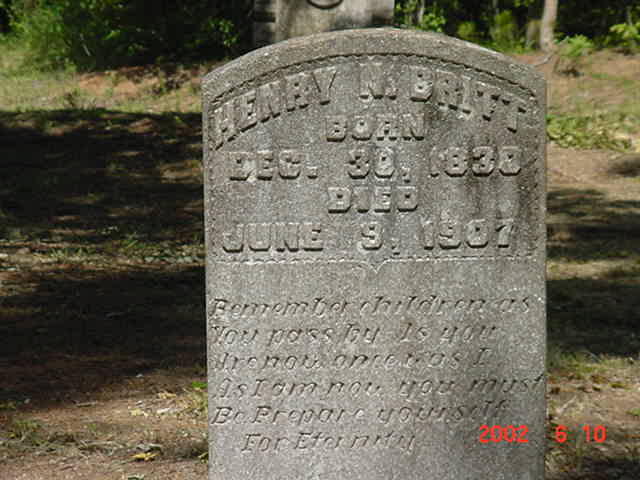 HENRY N. BRITT
BORN
DEC. 30, 1830
DIED
JUNE 9, 1907
Remember children as
You pass by As you
Are now once was I
As I am now you must
Be Prepare yourself
For Eternity
2002 6 10